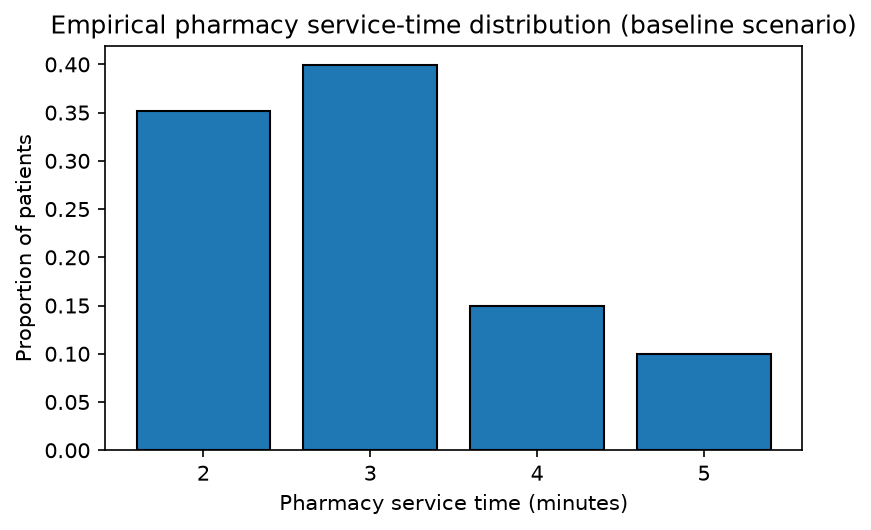 Empirical pharmacy service-time distribution (baseline scenario)
Proportion of patients
0.40
0.35
0.30
0.25
0.20
0.15
0.10
0.05
0.00
2 3 4 5
Pharmacy service time (minutes)